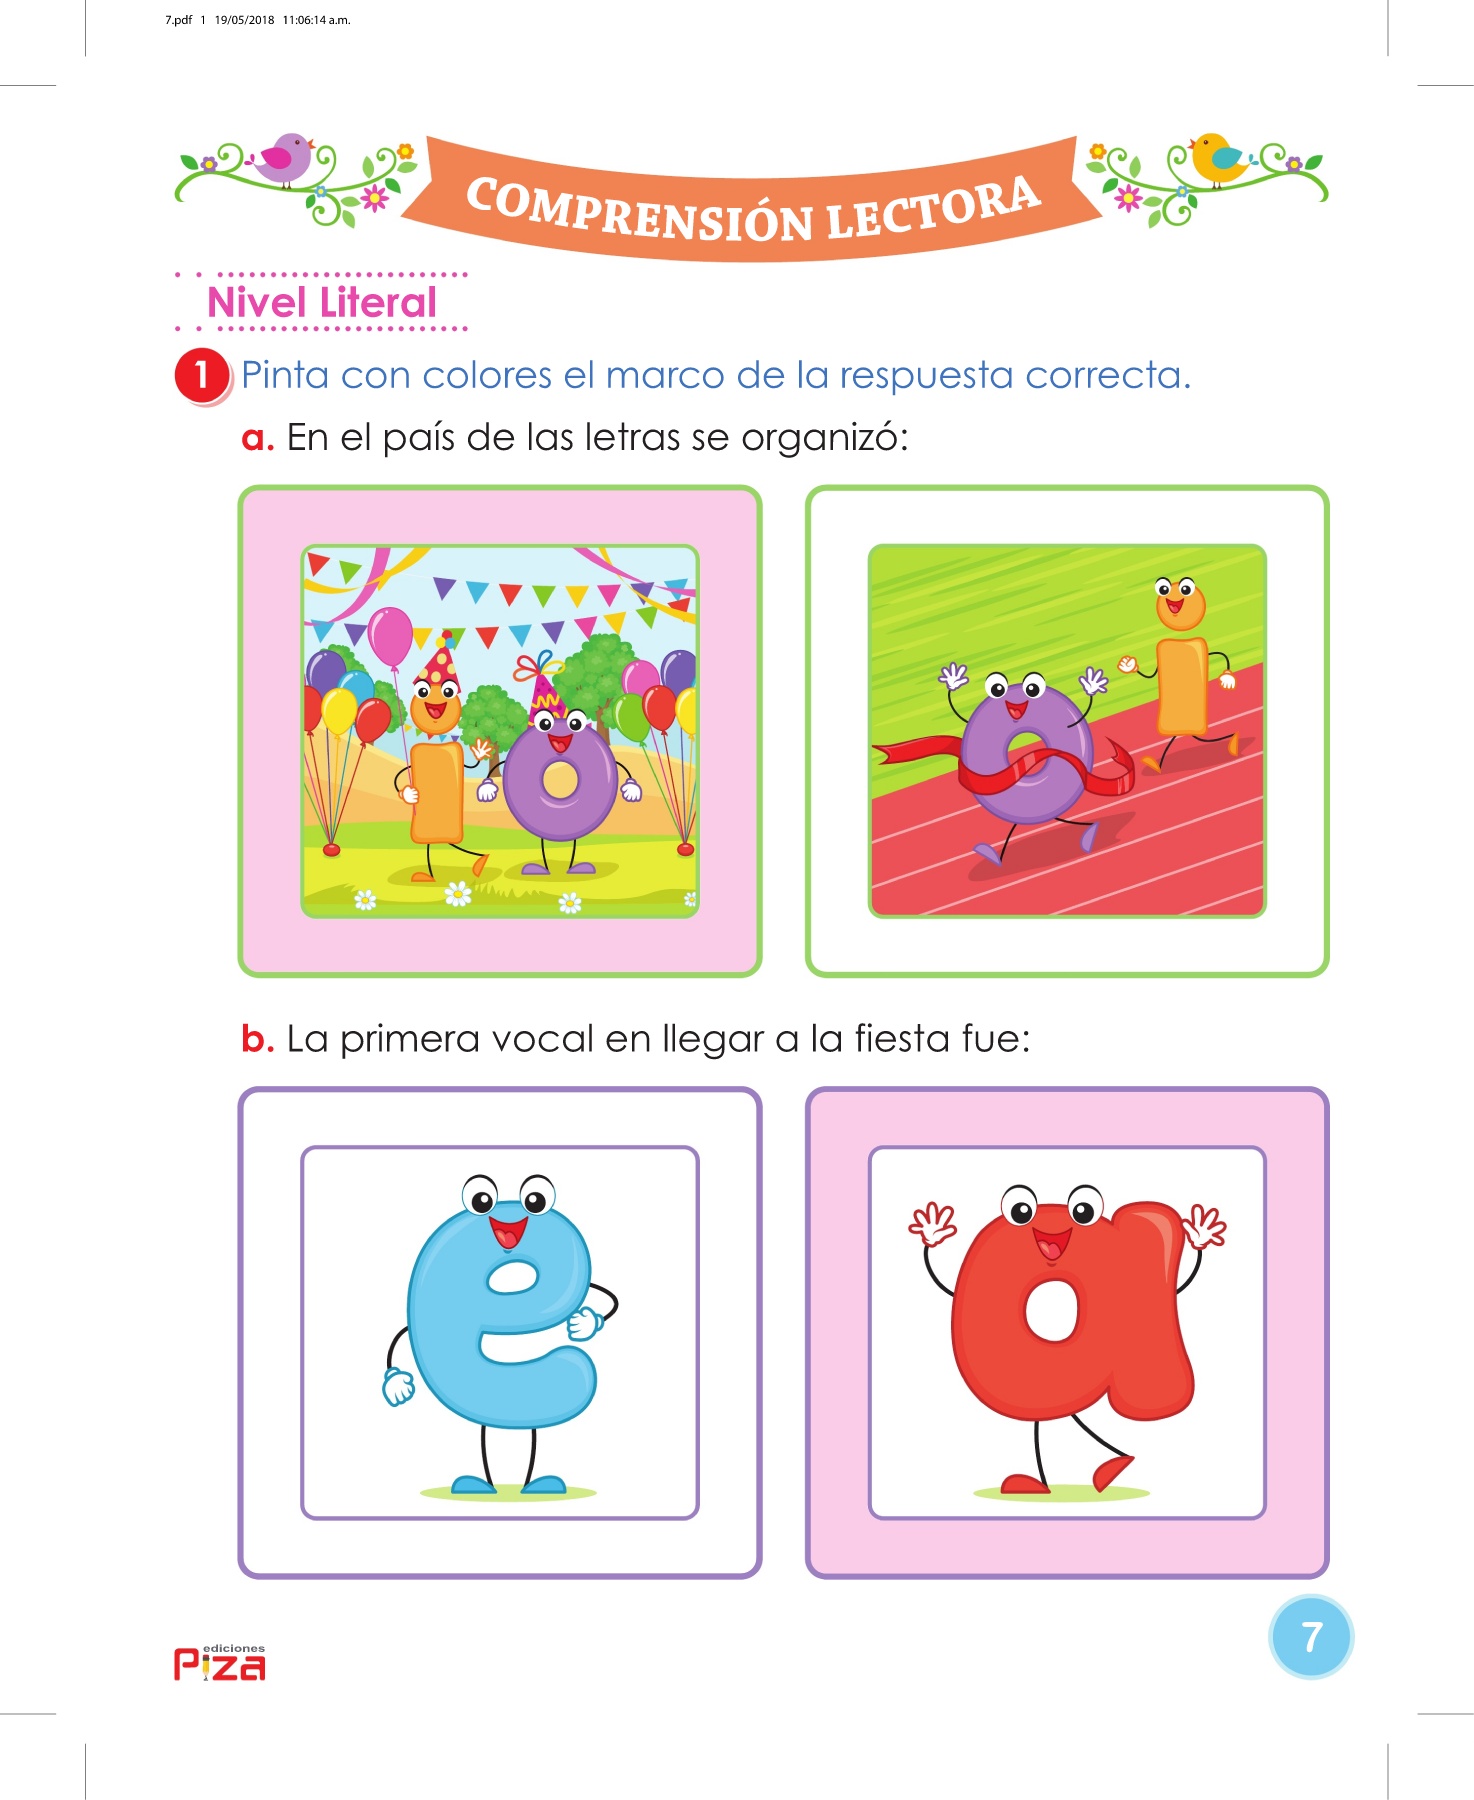 7.pdf 1 19/05/2018 11:06:14 a.m.
COMPRENSIÓN LECTORA
Nivel Literal
1 Pinta con colores el marco de la respuesta correcta.
a. En el país de las letras se organizó:
b. La primera vocal en llegar a la fiesta fue:
e a
7
ediciones
Piza